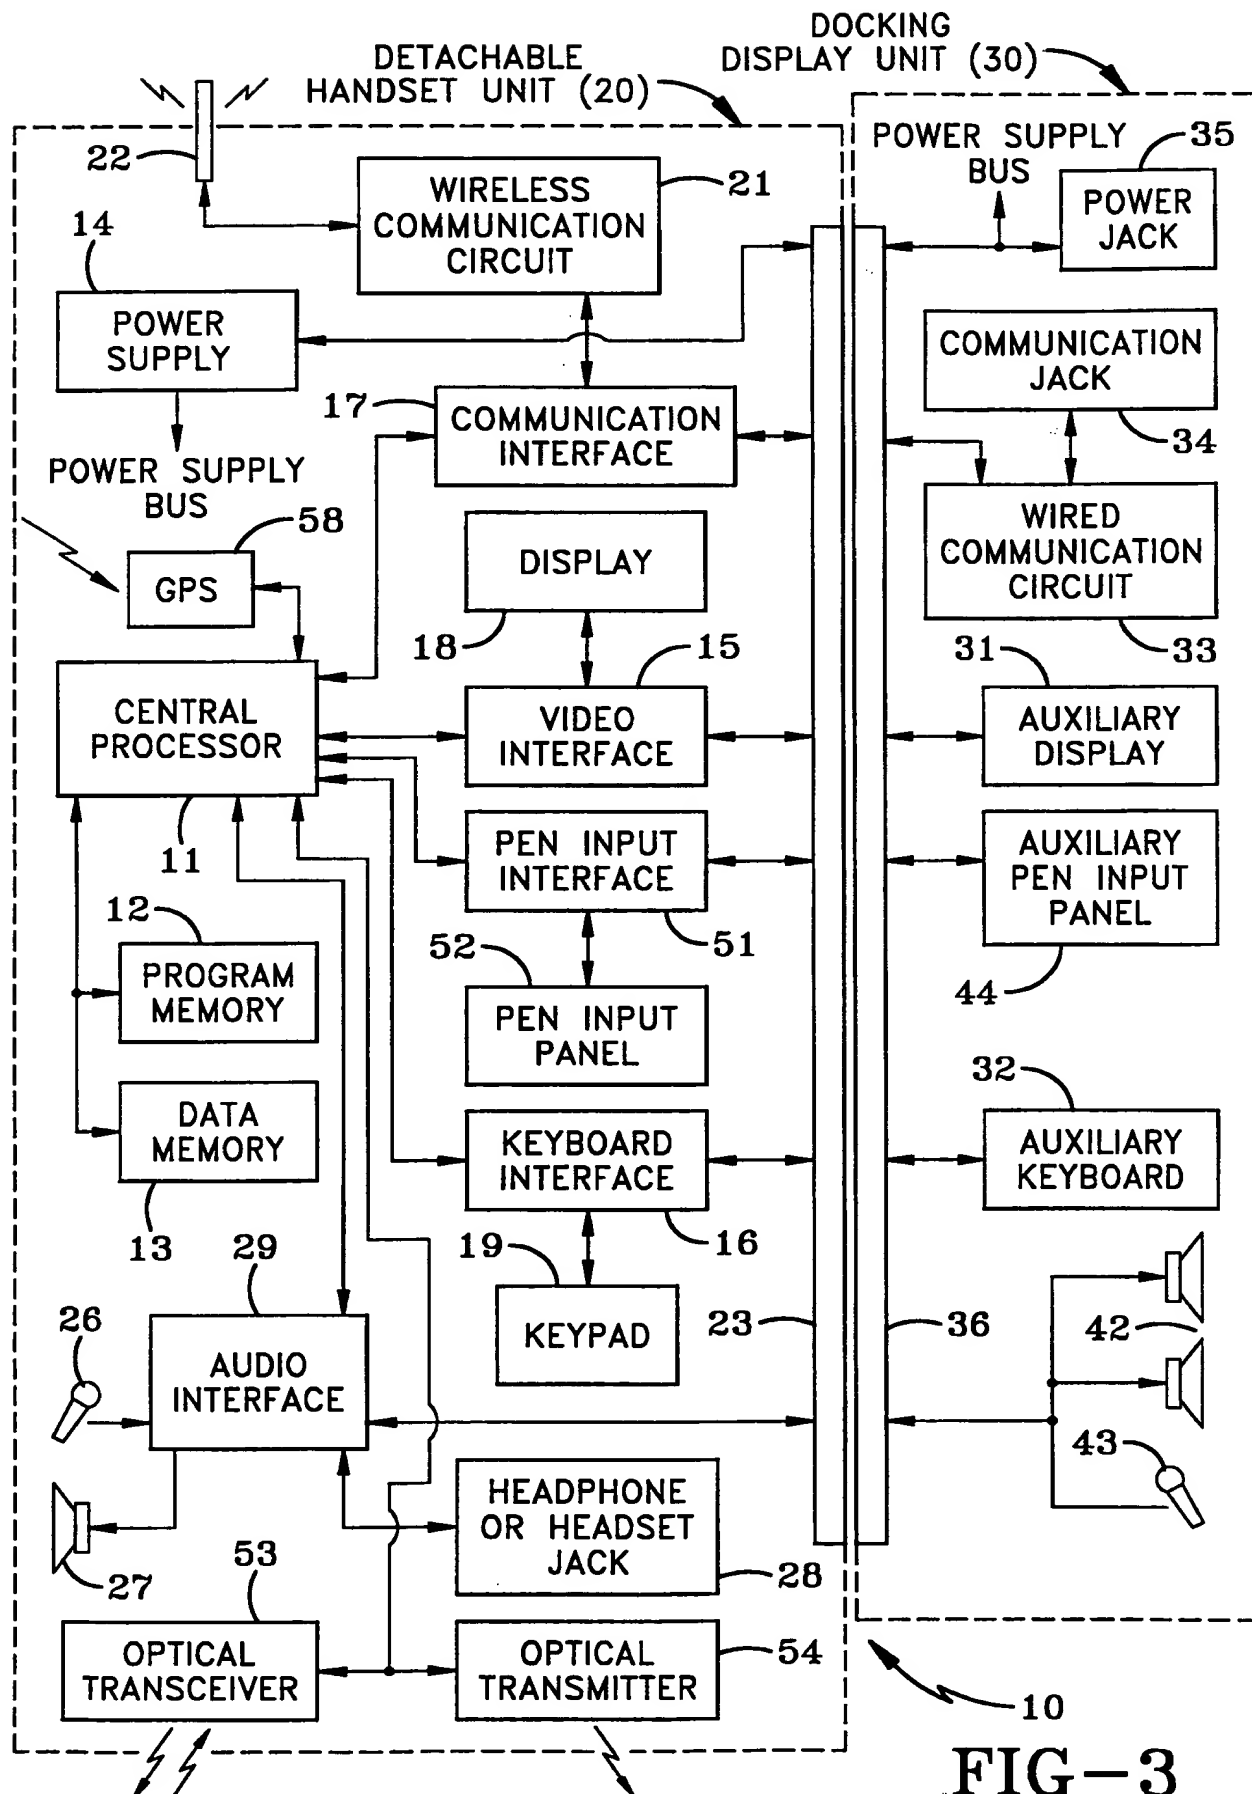 DOCKING
DISPLAY UNIT (30)
DETACHABLE
HANDSET UNIT (20)
22
WIRELESS
COMMUNICATION
CIRCUIT
21
POWER SUPPLY
BUS
35
POWER
JACK
14
POWER
SUPPLY
COMMUNICATION
JACK
34
17
COMMUNICATION
INTERFACE
POWER SUPPLY
BUS
58
GPS
DISPLAY
18
WIRED
COMMUNICATION
CIRCUIT
33
15
31
CENTRAL
PROCESSOR
11
VIDEO
INTERFACE
AUXILIARY
DISPLAY
PEN INPUT
INTERFACE
51
AUXILIARY
PEN INPUT
PANEL
44
12
PROGRAM
MEMORY
52
PEN INPUT
PANEL
DATA
MEMORY
13
KEYBOARD
INTERFACE
16
32
AUXILIARY
KEYBOARD
29
19
KEYPAD
23
36
42
26
AUDIO
INTERFACE
43
27
HEADPHONE
OR HEADSET
JACK
28
53
OPTICAL
TRANSCEIVER
OPTICAL
TRANSMITTER
54
10
FIG-3